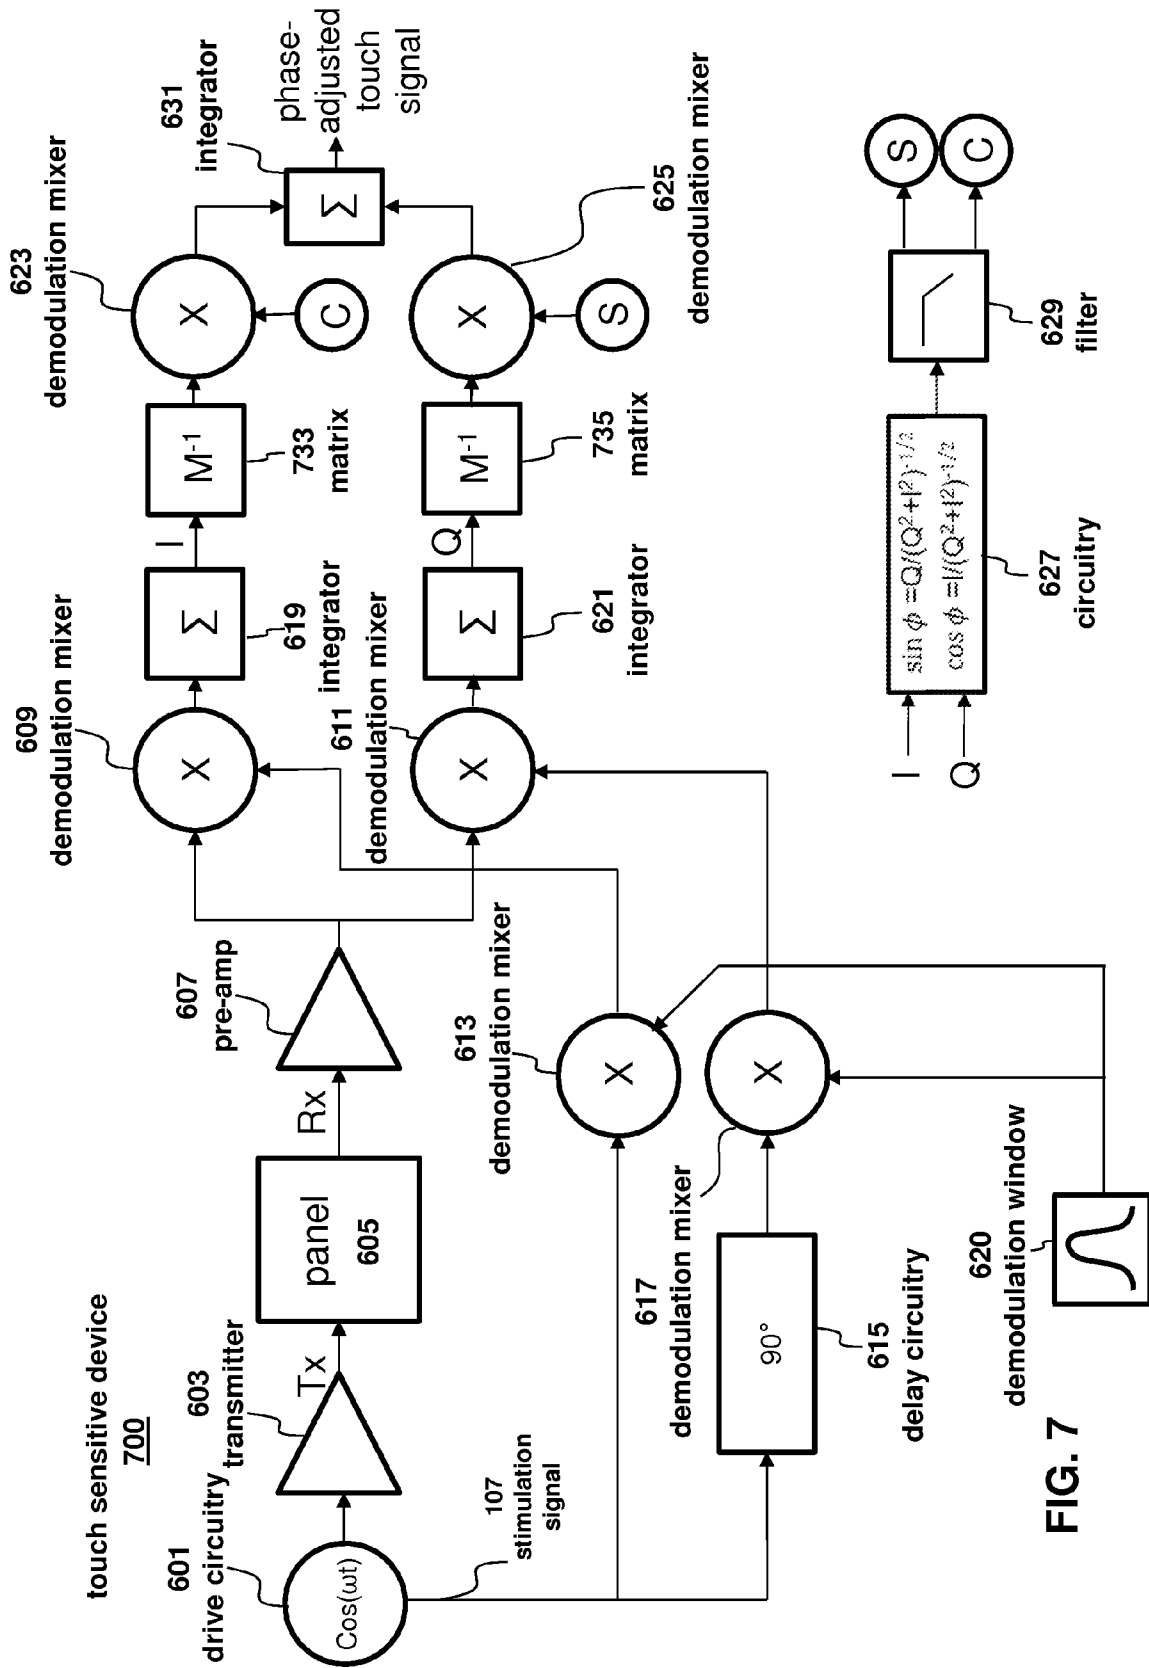 touch sensitive device
700
601
drive circuitry
Cos(ωt)
603
transmitter
Tx
panel
605
Rx
607
pre-amp
107
stimulation
signal
609
demodulation mixer
X
611
demodulation mixer
X
613
demodulation mixer
X
617
demodulation mixer
X
90°
615
delay circuitry
620
demodulation window
Σ
619
integrator
I
Σ
621
integrator
Q
M-1
733
matrix
M-1
735
matrix
623
demodulation mixer
X
C
X
625
demodulation mixer
S
631
integrator
Σ
phase-
adjusted
touch
signal
I
Q
sin ϕ =Q/(Q2+I2)-1/2
cos ϕ =I/(Q2+I2)-1/2
627
circuitry
629
filter
S
C
FIG. 7